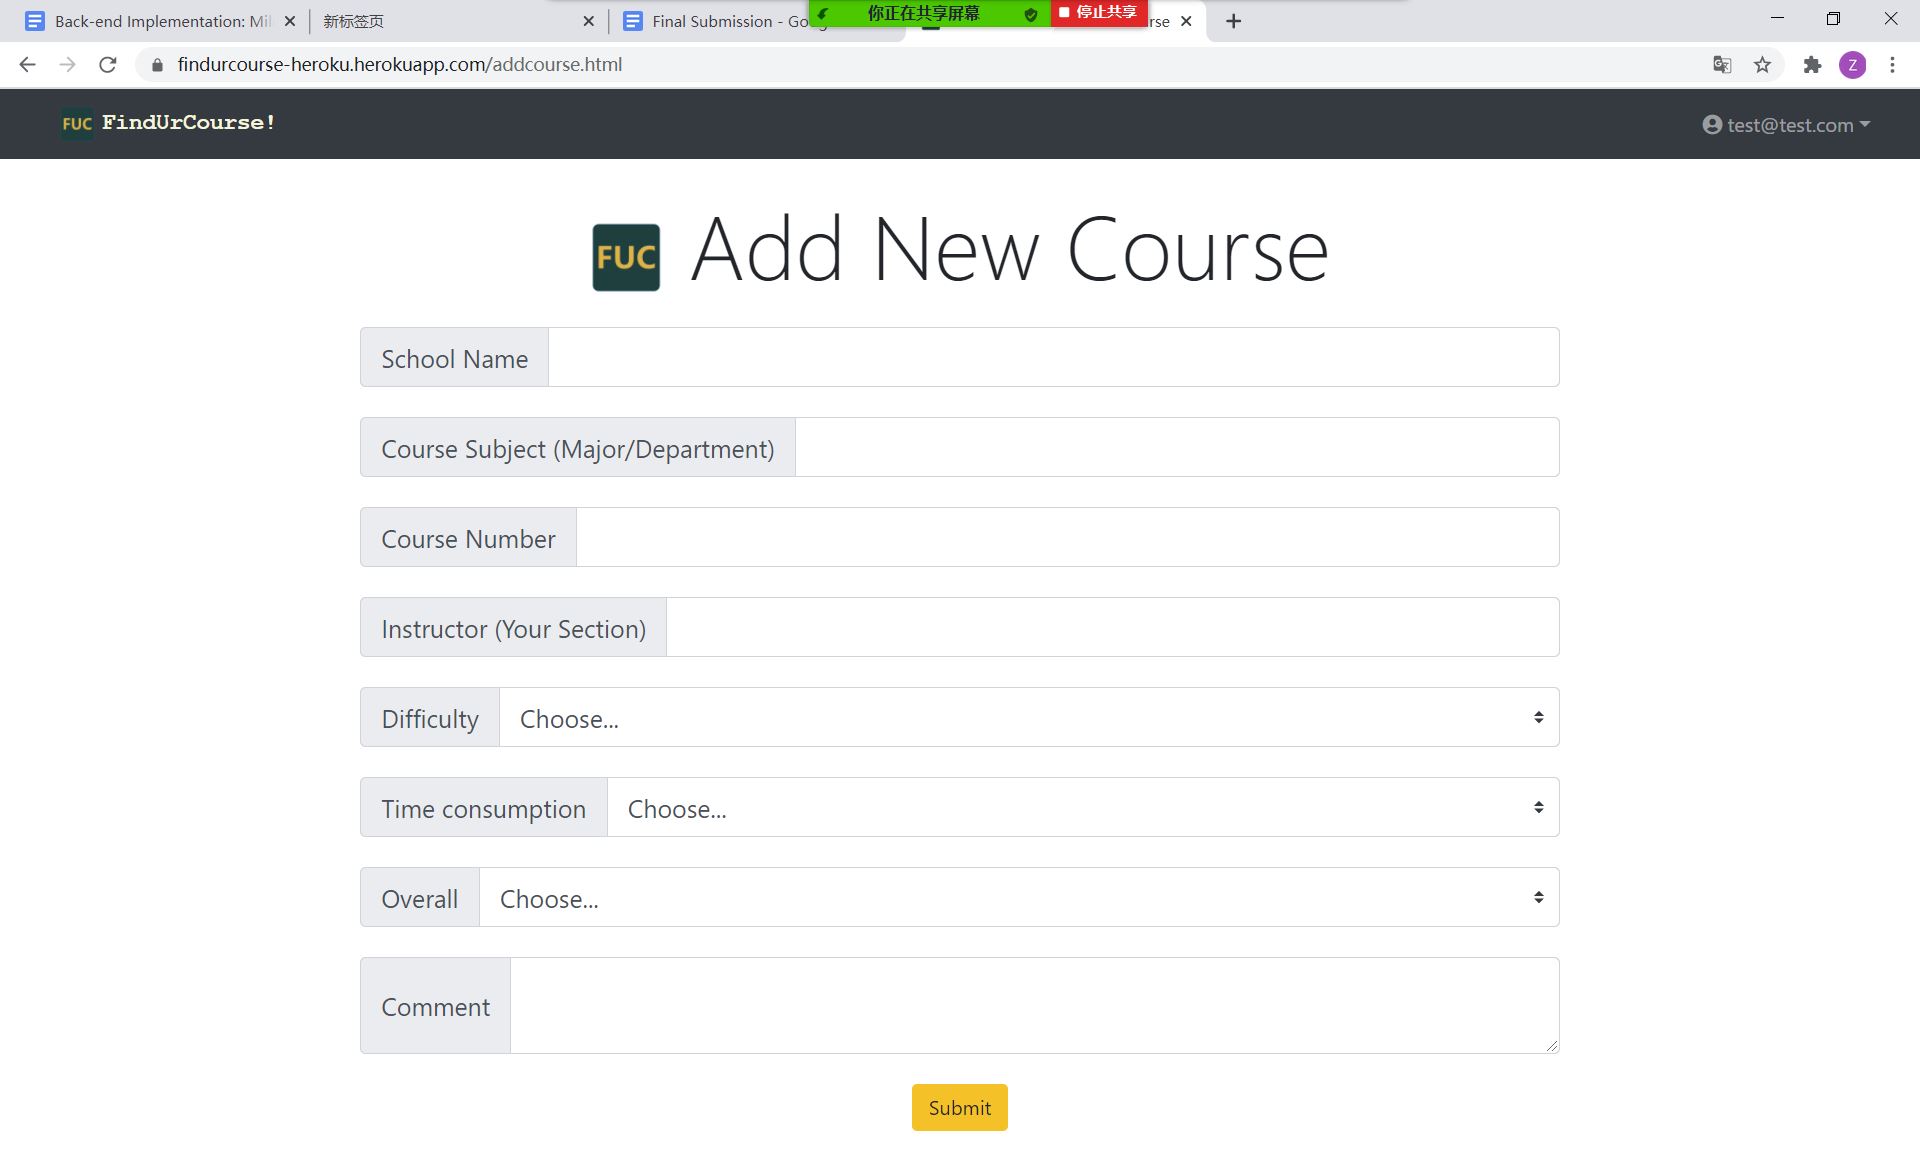 Back-end Implementation: Mil
新标签页
Final Submission - Goo
你正在共享屏幕
停止共享
rse
findurcourse-heroku.herokuapp.com/addcourse.html
Z
FUC FindUrCourse!
test@test.com
FUC Add New Course
School Name
Course Subject (Major/Department)
Course Number
Instructor (Your Section)
Difficulty Choose...
Time consumption Choose...
Overall Choose...
Comment
Submit